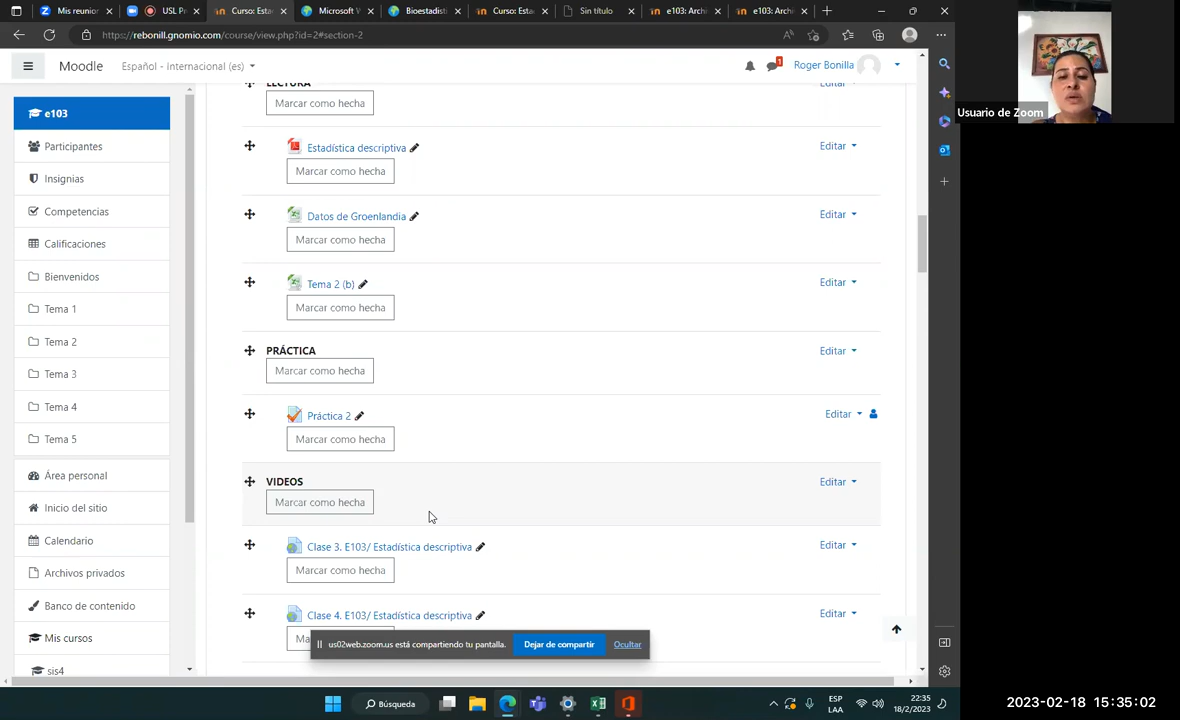 Mis reunion
USL Pr
Curso: Esta
Microsoft W
Bioestadís
Curso: Esta
Sin título
e103: Archi
e103: Archi
https://rebonill.gnomio.com/course/view.php?id=2#section-2
Moodle
Español - Internacional (es)
1
Roger Bonilla
Usuario de Zoom
e103
Participantes
Insignias
Competencias
Calificaciones
Bienvenidos
Tema 1
Tema 2
Tema 3
Tema 4
Tema 5
Área personal
Inicio del sitio
Calendario
Archivos privados
Banco de contenido
Mis cursos
sis4
LECTURA
Editar
Marcar como hecha
Estadística descriptiva
Editar
Marcar como hecha
Datos de Groenlandia
Editar
Marcar como hecha
Tema 2 (b)
Editar
Marcar como hecha
PRÁCTICA
Editar
Marcar como hecha
Práctica 2
Editar
Marcar como hecha
VIDEOS
Editar
Marcar como hecha
Clase 3. E103/ Estadística descriptiva
Editar
Marcar como hecha
Clase 4. E103/ Estadística descriptiva
Editar
Ma
us02web.zoom.us está compartiendo tu pantalla.
Dejar de compartir
Ocultar
Búsqueda
ESP
LAA
22:35
18/2/2023
2023-02-18 15:35:02